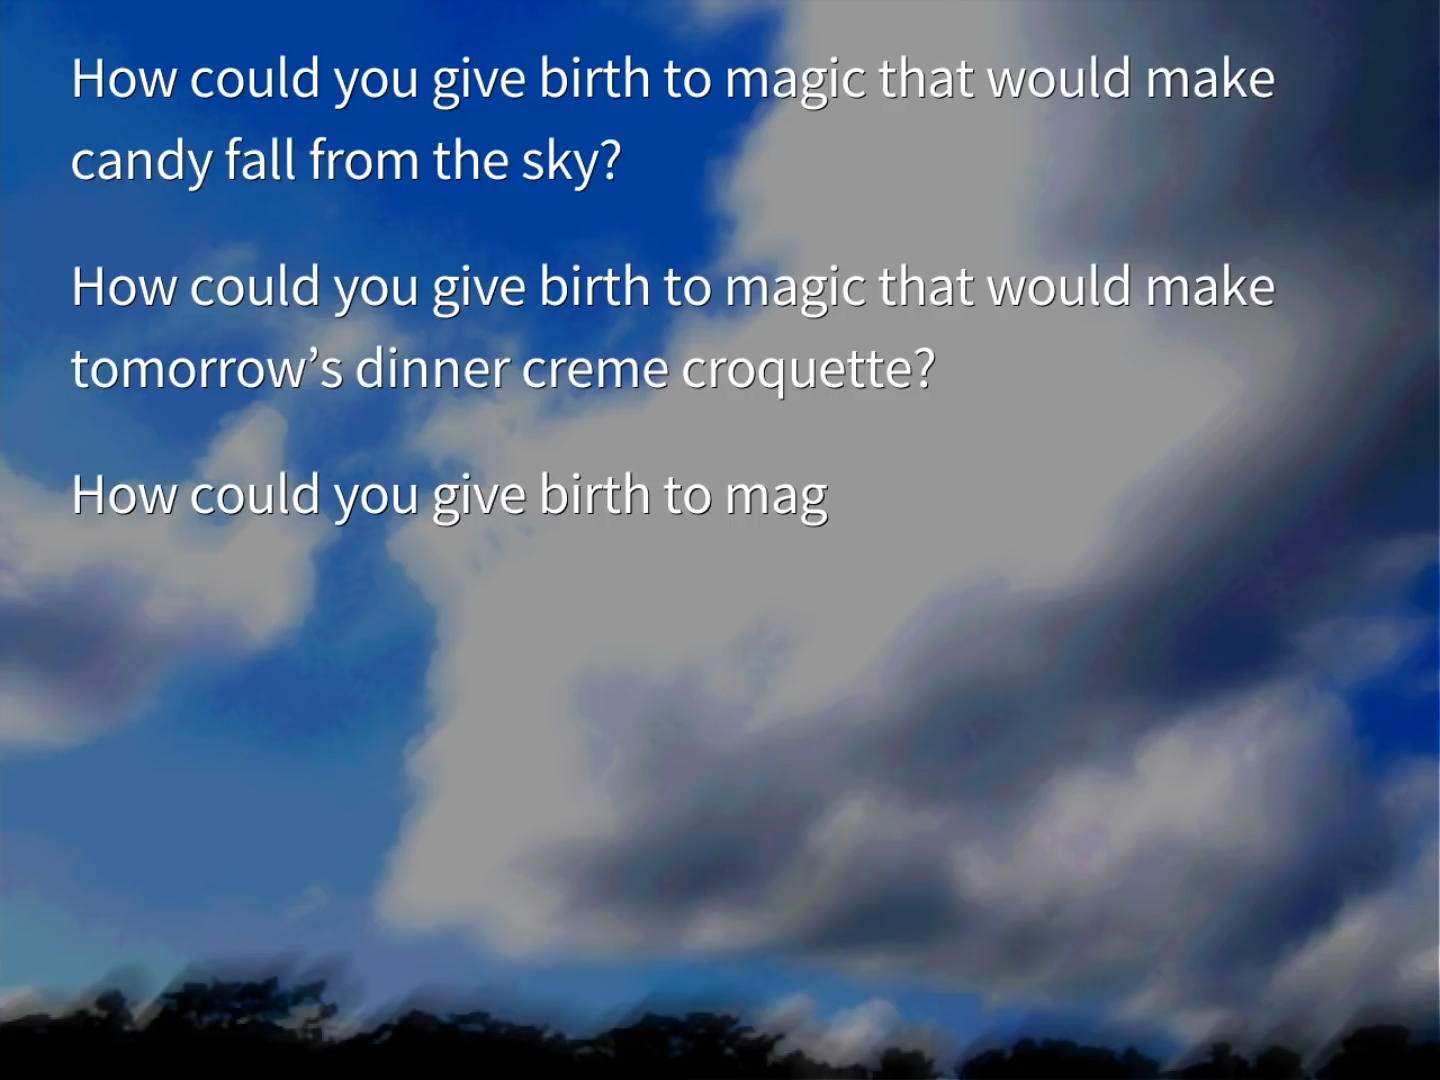 How could you give birth to magic that would make
candy fall from the sky?
How could you give birth to magic that would make
tomorrow’s dinner creme croquette?
How could you give birth to mag